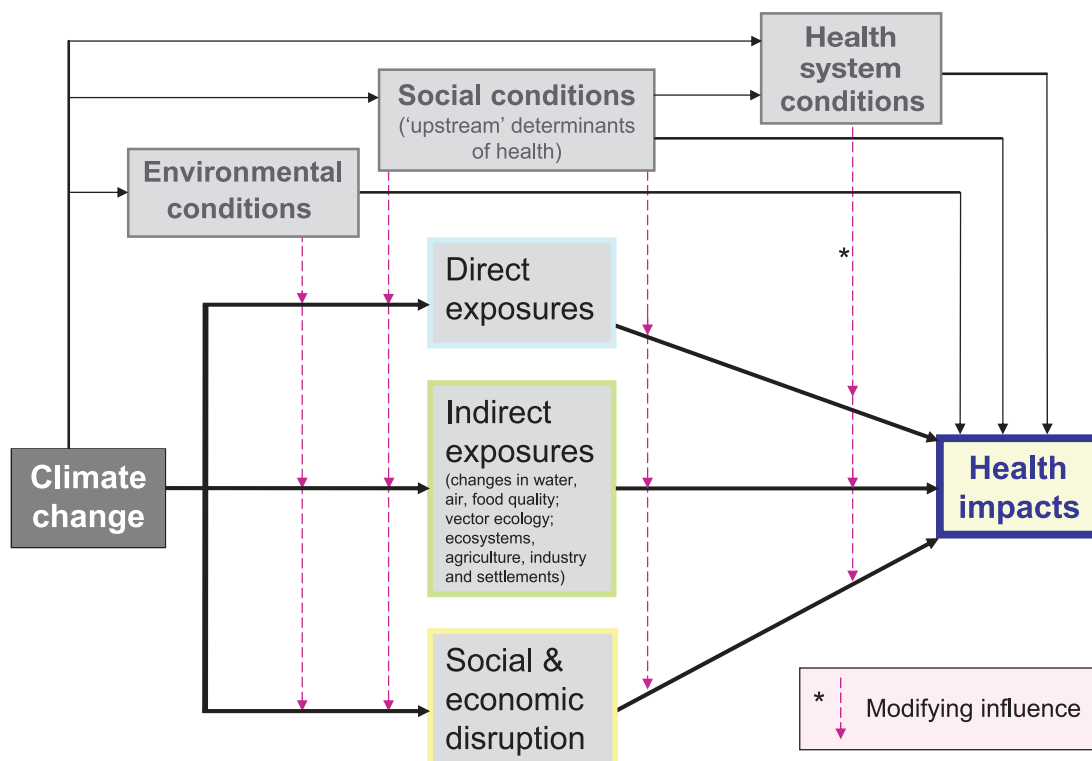 Health
system
conditions
Social conditions
(‘upstream’ determinants
of health)
Environmental
conditions
*
Direct
exposures
Indirect
exposures
(changes in water,
air, food quality;
vector ecology;
ecosystems,
agriculture, industry
and settlements)
Climate
change
Health
impacts
Social &
economic
disruption
* Modifying influence